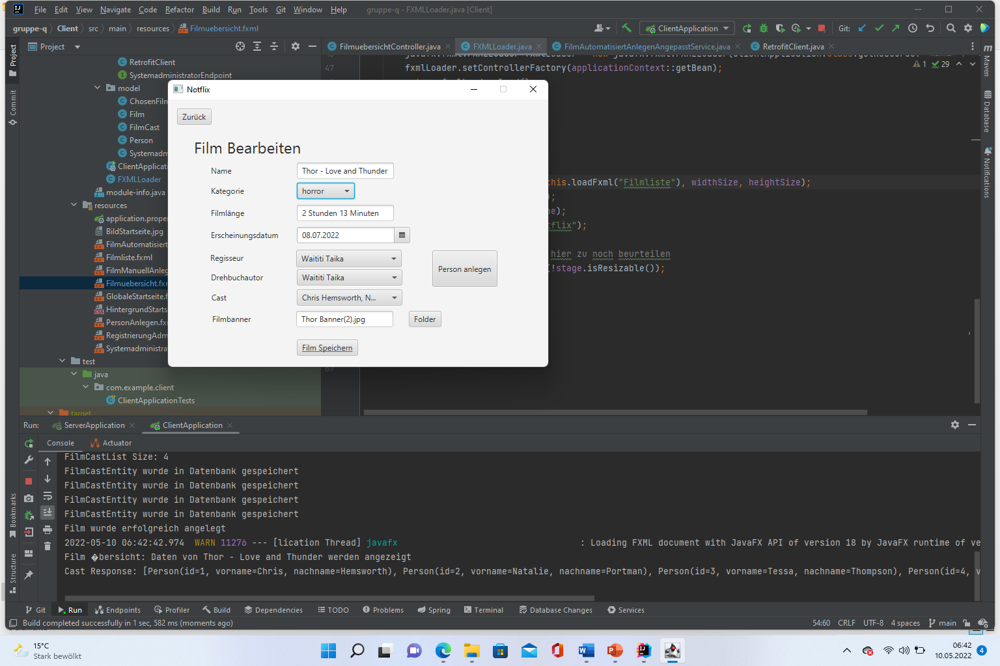 File Edit View Navigate Code Refactor Build Run Tools Git Window Help gruppe-q - FXMLLoader.java [Client]
gruppe-q Client src main resources Filmuebersicht.fxml ClientApplication Git:
Project FilmuebersichtController.java FXMLLoader.java FilmAutomatisiertAnlegenAngepasstService.java RetrofitClient.java
Project
Commit
Bookmarks
Structure
Maven
Database
Notifications
RetrofitClient
SystemadministratorEndpoint
model
ChosenFilm
Film
FilmCast
Person
Systemadm
ClientApplicati
FXMLLoader
module-info.java
resources
application.proper
BildStartseite.jpg
FilmAutomatisiert
Filmliste.fxml
FilmManuellAnleg
Filmuebersicht.fxm
GlobaleStartseite.f
HintergrundStarts
PersonAnlegen.fxm
RegistrierungAdm
Systemadministra
test
java
com.example.client
ClientApplicationTests
target
47 fxmlLoader.setControllerFactory(applicationContext::getBean);
1 29
this.loadFxml("Filmliste"), widthSize, heightSize);
);
ne);
tflix");
hier zu noch beurteilen
(!stage.isResizable());
67
Notflix
Zurück
Film Bearbeiten
Name Thor - Love and Thunder
Kategorie horror
Filmlänge 2 Stunden 13 Minuten
Erscheinungsdatum 08.07.2022
Regisseur Waititi Taika
Person anlegen
Drehbuchautor Waititi Taika
Cast Chris Hemsworth, N...
Filmbanner Thor Banner(2).jpg Folder
Film Speichern
Run: ServerApplication ClientApplication
Console Actuator
FilmCastList Size: 4
FilmCastEntity wurde in Datenbank gespeichert
FilmCastEntity wurde in Datenbank gespeichert
FilmCastEntity wurde in Datenbank gespeichert
FilmCastEntity wurde in Datenbank gespeichert
Film wurde erfolgreich angelegt
2022-05-10 06:42:42.974 WARN 11276 --- [lication Thread] javafx : Loading FXML document with JavaFX API of version 18 by JavaFX runtime of ve
Film �bersicht: Daten von Thor - Love and Thunder werden angezeigt
Cast Response: [Person(id=1, vorname=Chris, nachname=Hemsworth), Person(id=2, vorname=Natalie, nachname=Portman), Person(id=3, vorname=Tessa, nachname=Thompson), Person(id=4, v
Git Run Endpoints Profiler Build Dependencies TODO Problems Spring Terminal Database Changes Services
Build completed successfully in 1 sec, 582 ms (moments ago) 54:60 CRLF UTF-8 4 spaces main
15°C
Stark bewölkt
06:42
10.05.2022
4